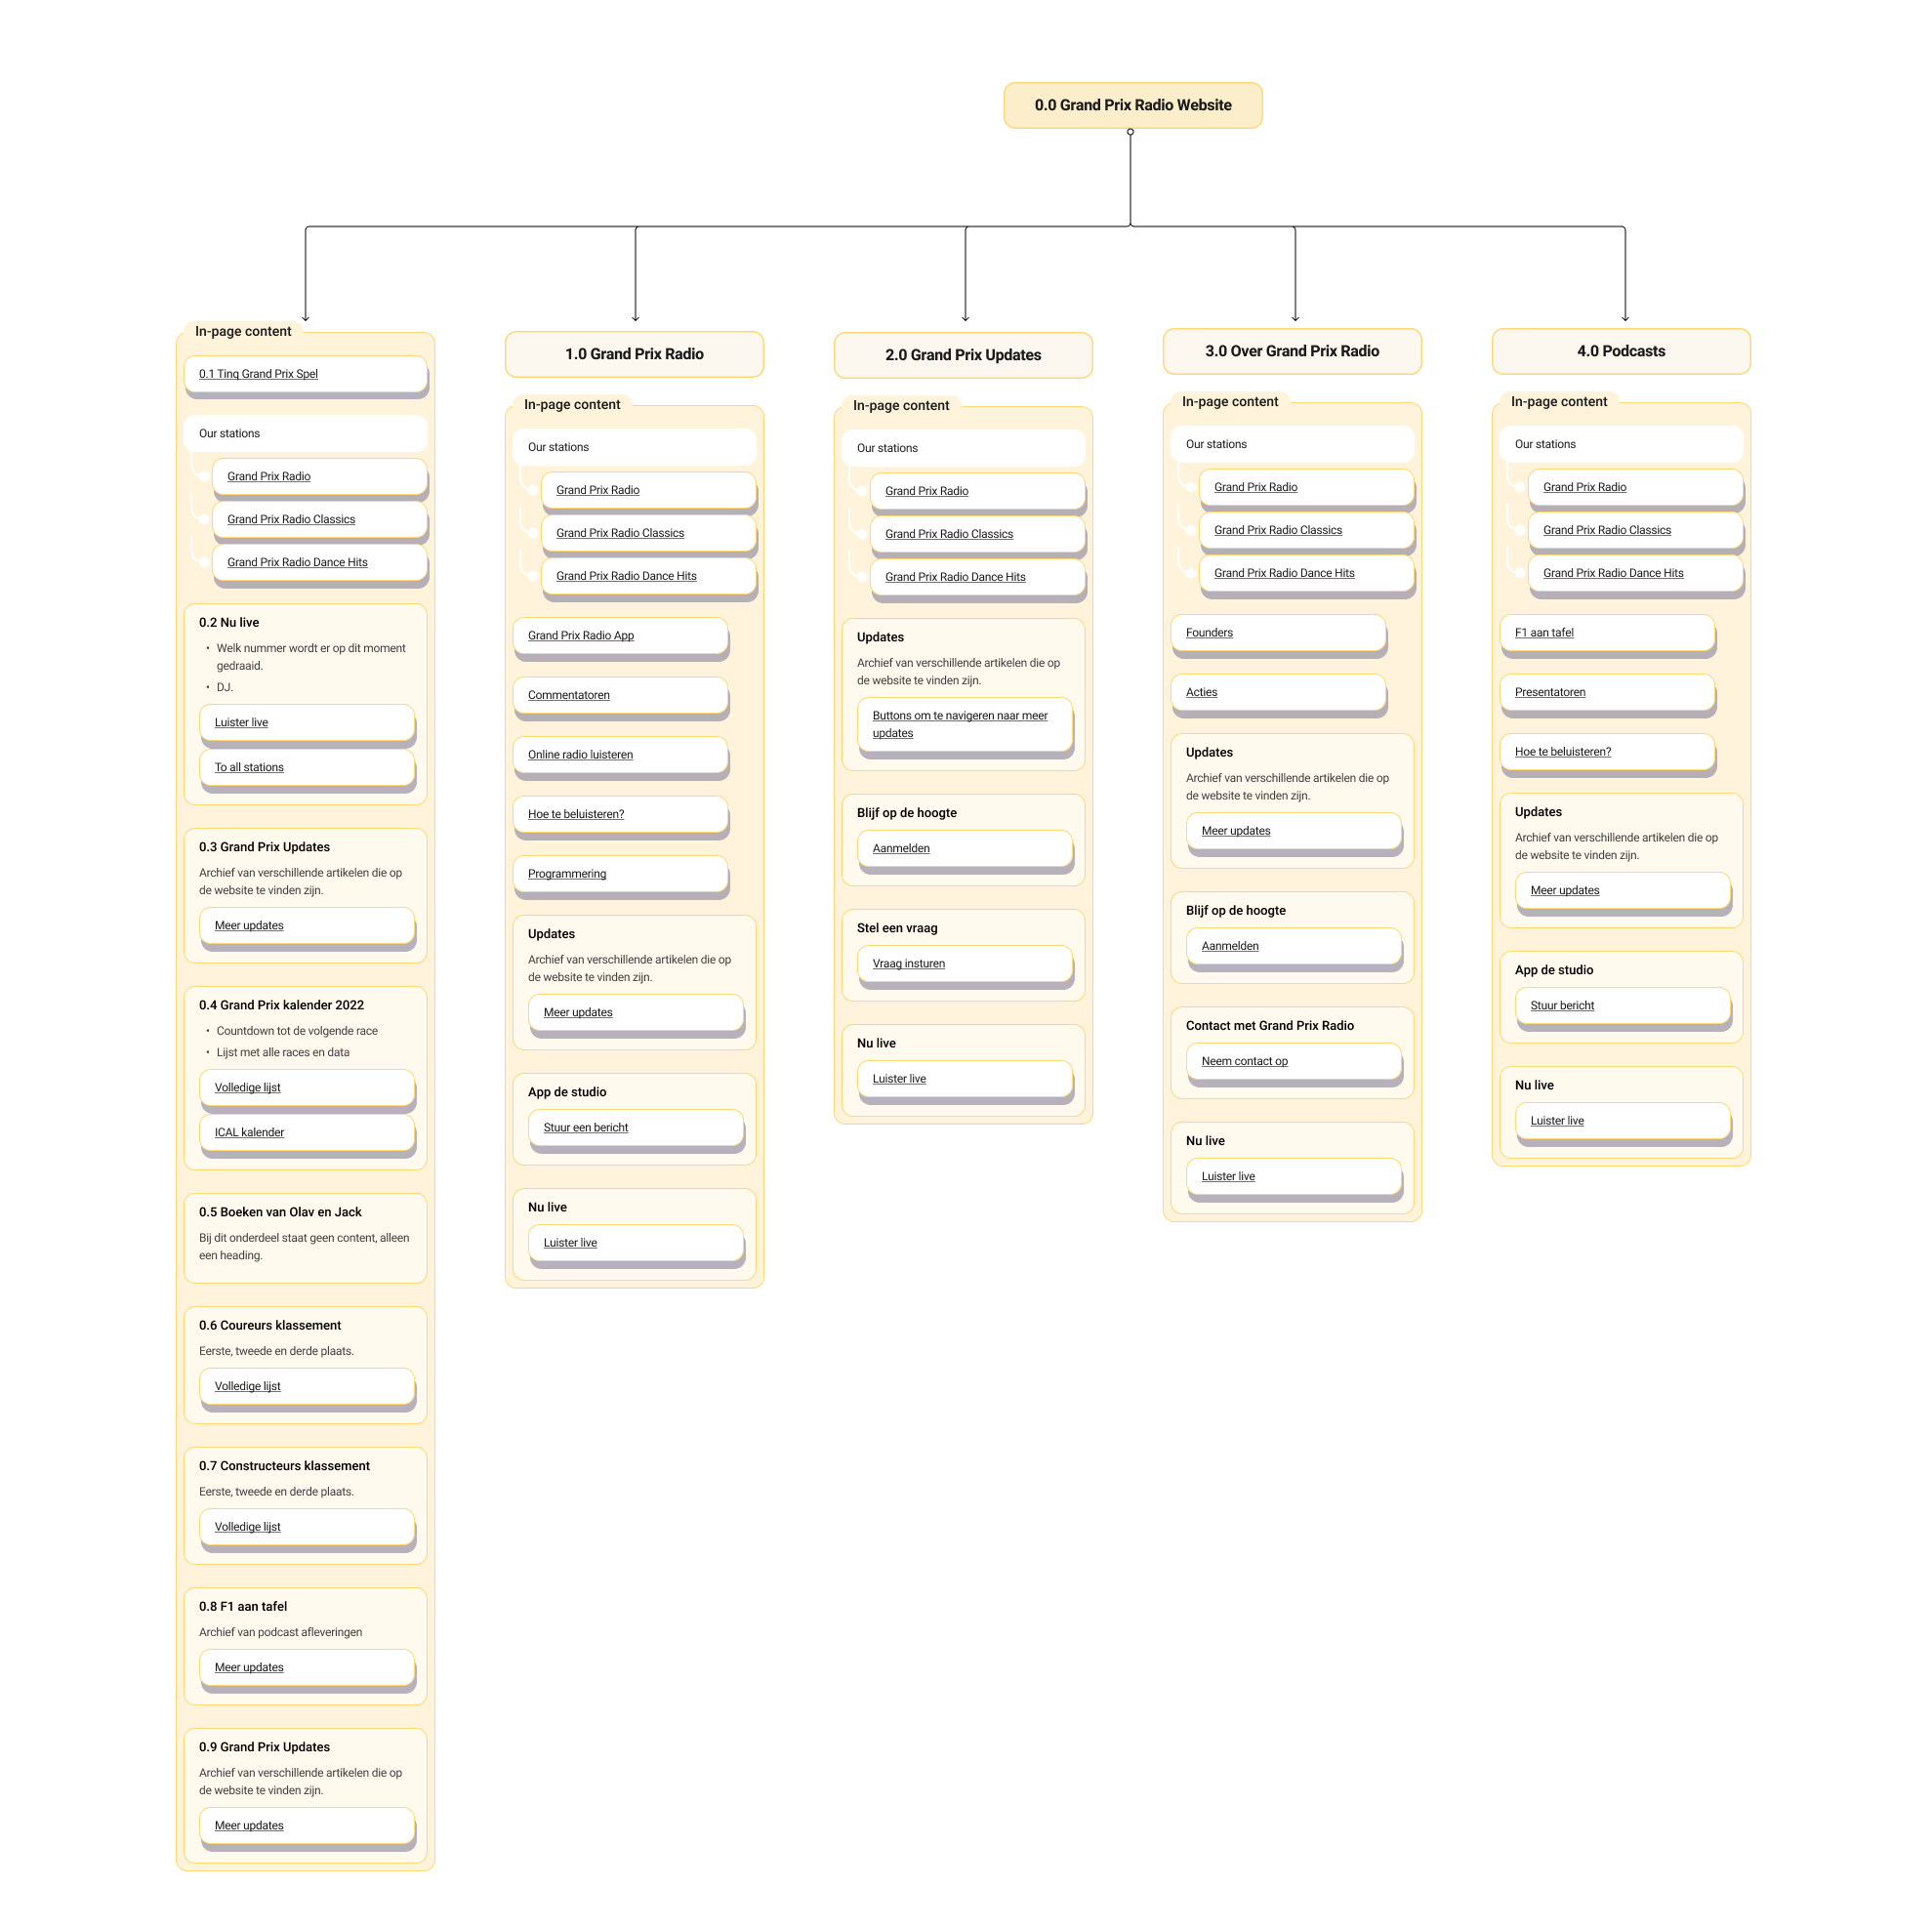 0.0 Grand Prix Radio Website
In-page content
0.1 Tinq Grand Prix Spel
Our stations
Grand Prix Radio
Grand Prix Radio Classics
Grand Prix Radio Dance Hits
0.2 Nu live
• Welk nummer wordt er op dit moment
gedraaid.
• DJ.
Luister live
To all stations
0.3 Grand Prix Updates
Archief van verschillende artikelen die op
de website te vinden zijn.
Meer updates
0.4 Grand Prix kalender 2022
• Countdown tot de volgende race
• Lijst met alle races en data
Volledige lijst
ICAL kalender
0.5 Boeken van Olav en Jack
Bij dit onderdeel staat geen content, alleen
een heading.
0.6 Coureurs klassement
Eerste, tweede en derde plaats.
Volledige lijst
0.7 Constructeurs klassement
Eerste, tweede en derde plaats.
Volledige lijst
0.8 F1 aan tafel
Archief van podcast afleveringen
Meer updates
0.9 Grand Prix Updates
Archief van verschillende artikelen die op
de website te vinden zijn.
Meer updates
1.0 Grand Prix Radio
In-page content
Our stations
Grand Prix Radio
Grand Prix Radio Classics
Grand Prix Radio Dance Hits
Grand Prix Radio App
Commentatoren
Online radio luisteren
Hoe te beluisteren?
Programmering
Updates
Archief van verschillende artikelen die op
de website te vinden zijn.
Meer updates
App de studio
Stuur een bericht
Nu live
Luister live
2.0 Grand Prix Updates
In-page content
Our stations
Grand Prix Radio
Grand Prix Radio Classics
Grand Prix Radio Dance Hits
Updates
Archief van verschillende artikelen die op
de website te vinden zijn.
Buttons om te navigeren naar meer
updates
Blijf op de hoogte
Aanmelden
Stel een vraag
Vraag insturen
Nu live
Luister live
3.0 Over Grand Prix Radio
In-page content
Our stations
Grand Prix Radio
Grand Prix Radio Classics
Grand Prix Radio Dance Hits
Founders
Acties
Updates
Archief van verschillende artikelen die op
de website te vinden zijn.
Meer updates
Blijf op de hoogte
Aanmelden
Contact met Grand Prix Radio
Neem contact op
Nu live
Luister live
4.0 Podcasts
In-page content
Our stations
Grand Prix Radio
Grand Prix Radio Classics
Grand Prix Radio Dance Hits
F1 aan tafel
Presentatoren
Hoe te beluisteren?
Updates
Archief van verschillende artikelen die op
de website te vinden zijn.
Meer updates
App de studio
Stuur bericht
Nu live
Luister live